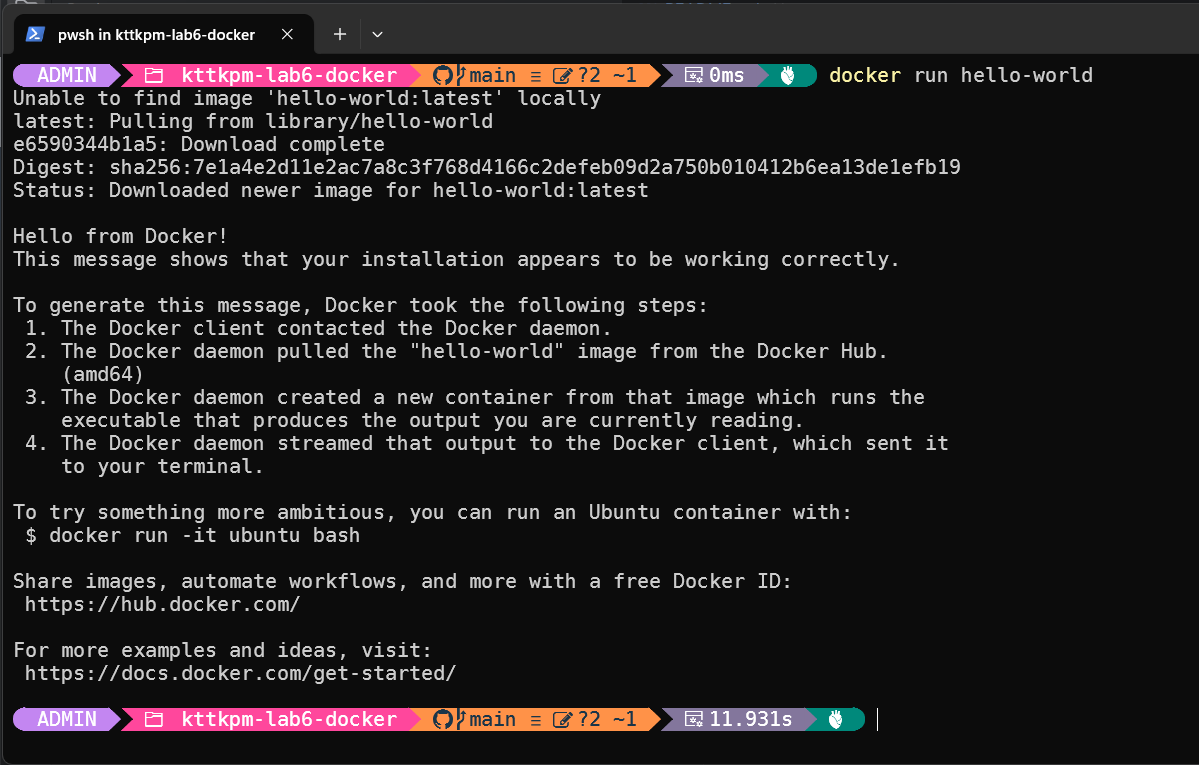 pwsh in kttkpm-lab6-docker
ADMIN kttkpm-lab6-docker main ≡ ?2 ~1 0ms docker run hello-world
Unable to find image 'hello-world:latest' locally
latest: Pulling from library/hello-world
e6590344b1a5: Download complete
Digest: sha256:7e1a4e2d11e2ac7a8c3f768d4166c2defeb09d2a750b010412b6ea13de1efb19
Status: Downloaded newer image for hello-world:latest

Hello from Docker!
This message shows that your installation appears to be working correctly.

To generate this message, Docker took the following steps:
 1. The Docker client contacted the Docker daemon.
 2. The Docker daemon pulled the "hello-world" image from the Docker Hub.
    (amd64)
 3. The Docker daemon created a new container from that image which runs the
    executable that produces the output you are currently reading.
 4. The Docker daemon streamed that output to the Docker client, which sent it
    to your terminal.

To try something more ambitious, you can run an Ubuntu container with:
 $ docker run -it ubuntu bash

Share images, automate workflows, and more with a free Docker ID:
 https://hub.docker.com/

For more examples and ideas, visit:
 https://docs.docker.com/get-started/

ADMIN kttkpm-lab6-docker main ≡ ?2 ~1 11.931s